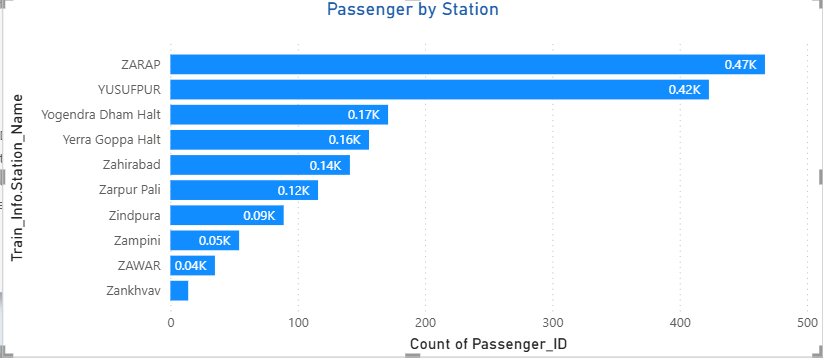 Passenger by Station
Train_Info.Station_Name
ZARAP 0.47K
YUSUFPUR 0.42K
Yogendra Dham Halt 0.17K
Yerra Goppa Halt 0.16K
Zahirabad 0.14K
Zarpur Pali 0.12K
Zindpura 0.09K
Zampini 0.05K
ZAWAR 0.04K
Zankhvav
0 100 200 300 400 500
Count of Passenger_ID